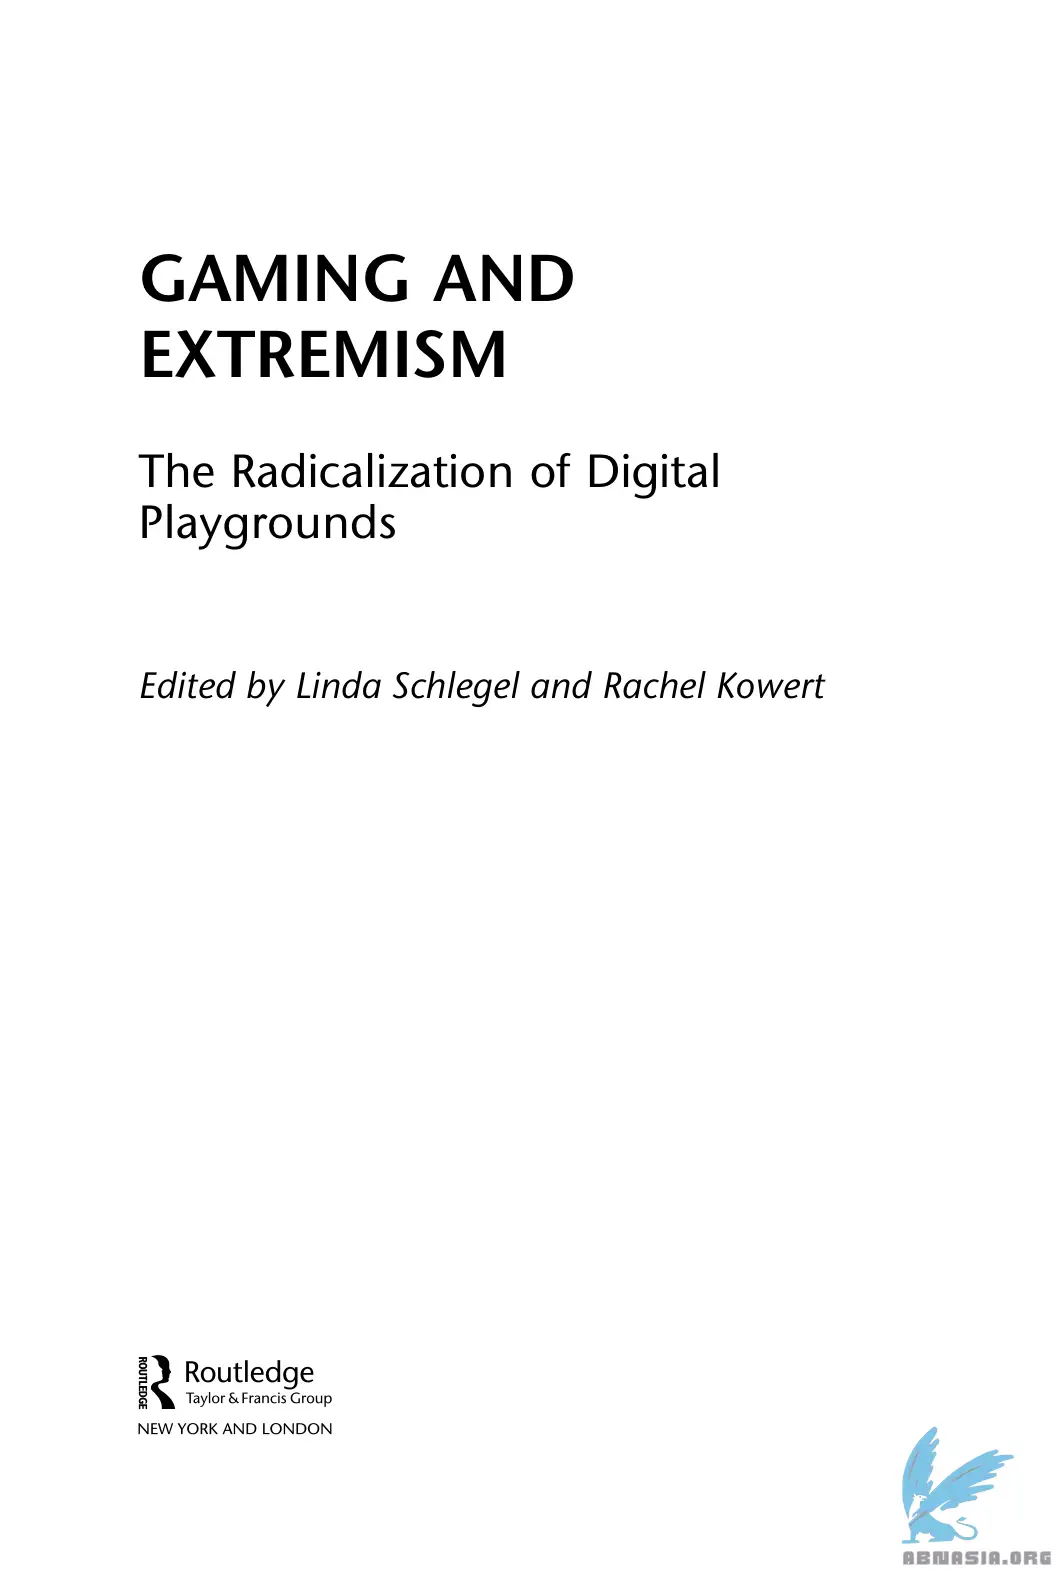 GAMING AND
EXTREMISM
The Radicalization of Digital
Playgrounds
Edited by Linda Schlegel and Rachel Kowert
ROUTLEDGE
Routledge
Taylor & Francis Group
NEW YORK AND LONDON
ABNASIA.ORG